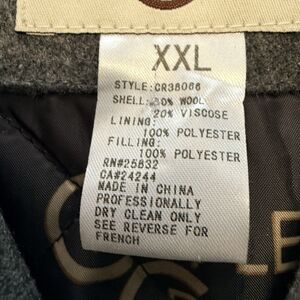 XXL
STYLE:CR38066
SHELL:80% WOOL
20% VISCOSE
LINING:
100% POLYESTER
FILLING:
100% POLYESTER
RN#25832
CA#24244
MADE IN CHINA
PROFESSIONALLY
DRY CLEAN ONLY
SEE REVERSE FOR
FRENCH